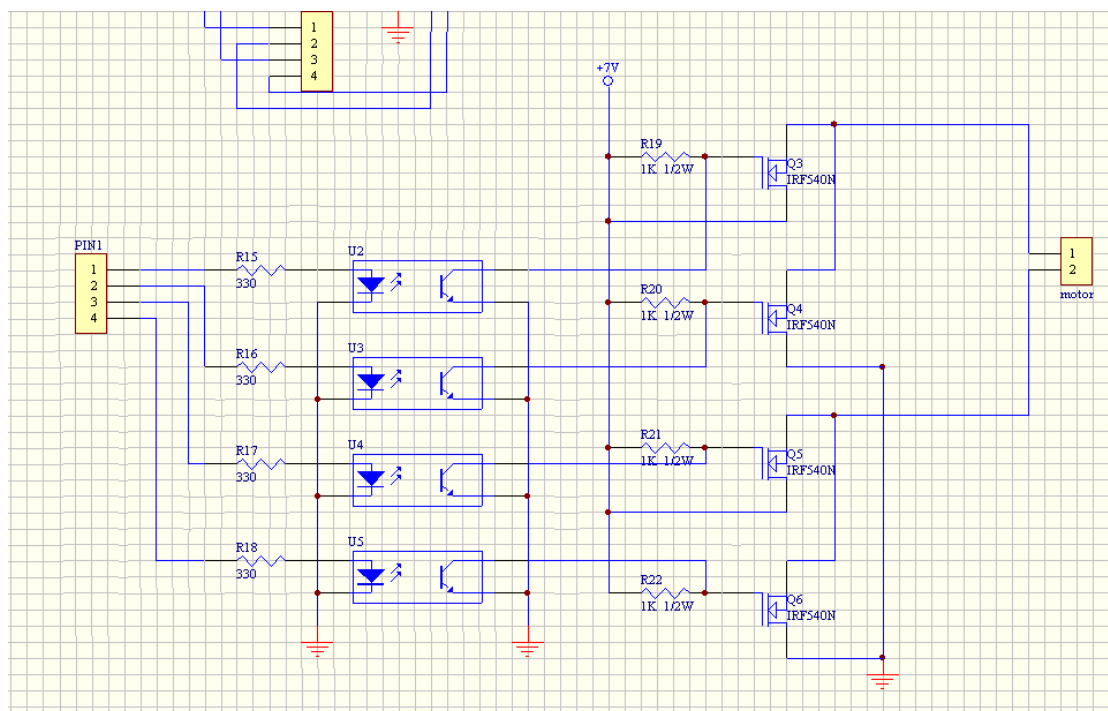 1
2
3
4
+7V
R19
1K 1/2W
Q3
IRF540N
PIN1
1
2
3
4
R15
330
U2
1
2
motor
R20
1K 1/2W
Q4
IRF540N
R16
330
U3
R17
330
U4
R21
1K 1/2W
Q5
IRF540N
R18
330
U5
R22
1K 1/2W
Q6
IRF540N